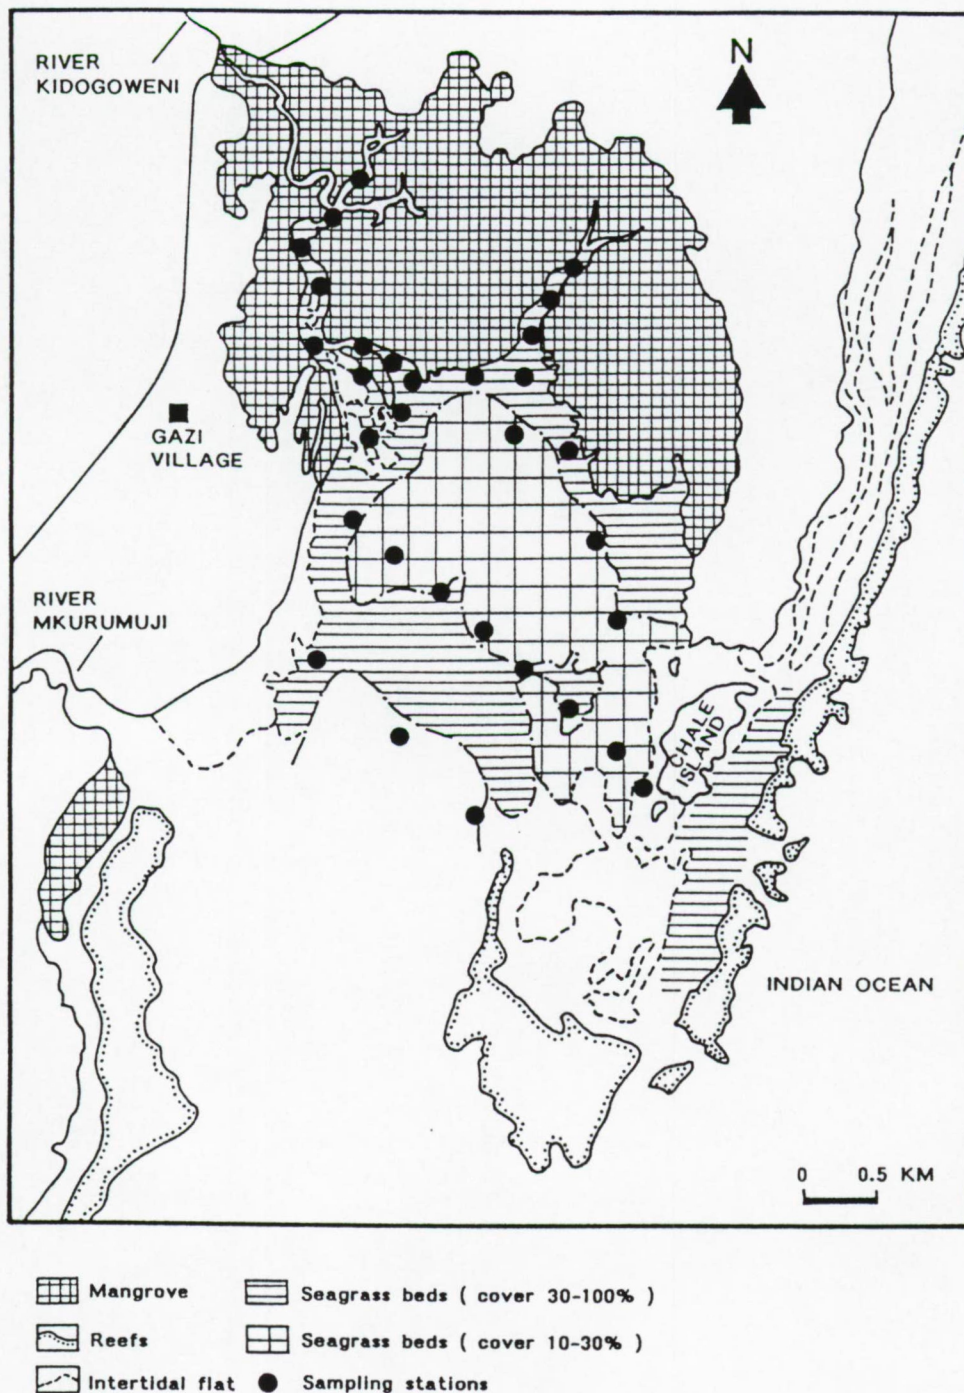 RIVER
KIDOGOWENI
N
GAZI
VILLAGE
RIVER
MKURUMUJI
CHALE
ISLAND
INDIAN OCEAN
0 0.5 KM
Mangrove
Seagrass beds ( cover 30-100% )
Reefs
Seagrass beds ( cover 10-30% )
Intertidal flat
Sampling stations